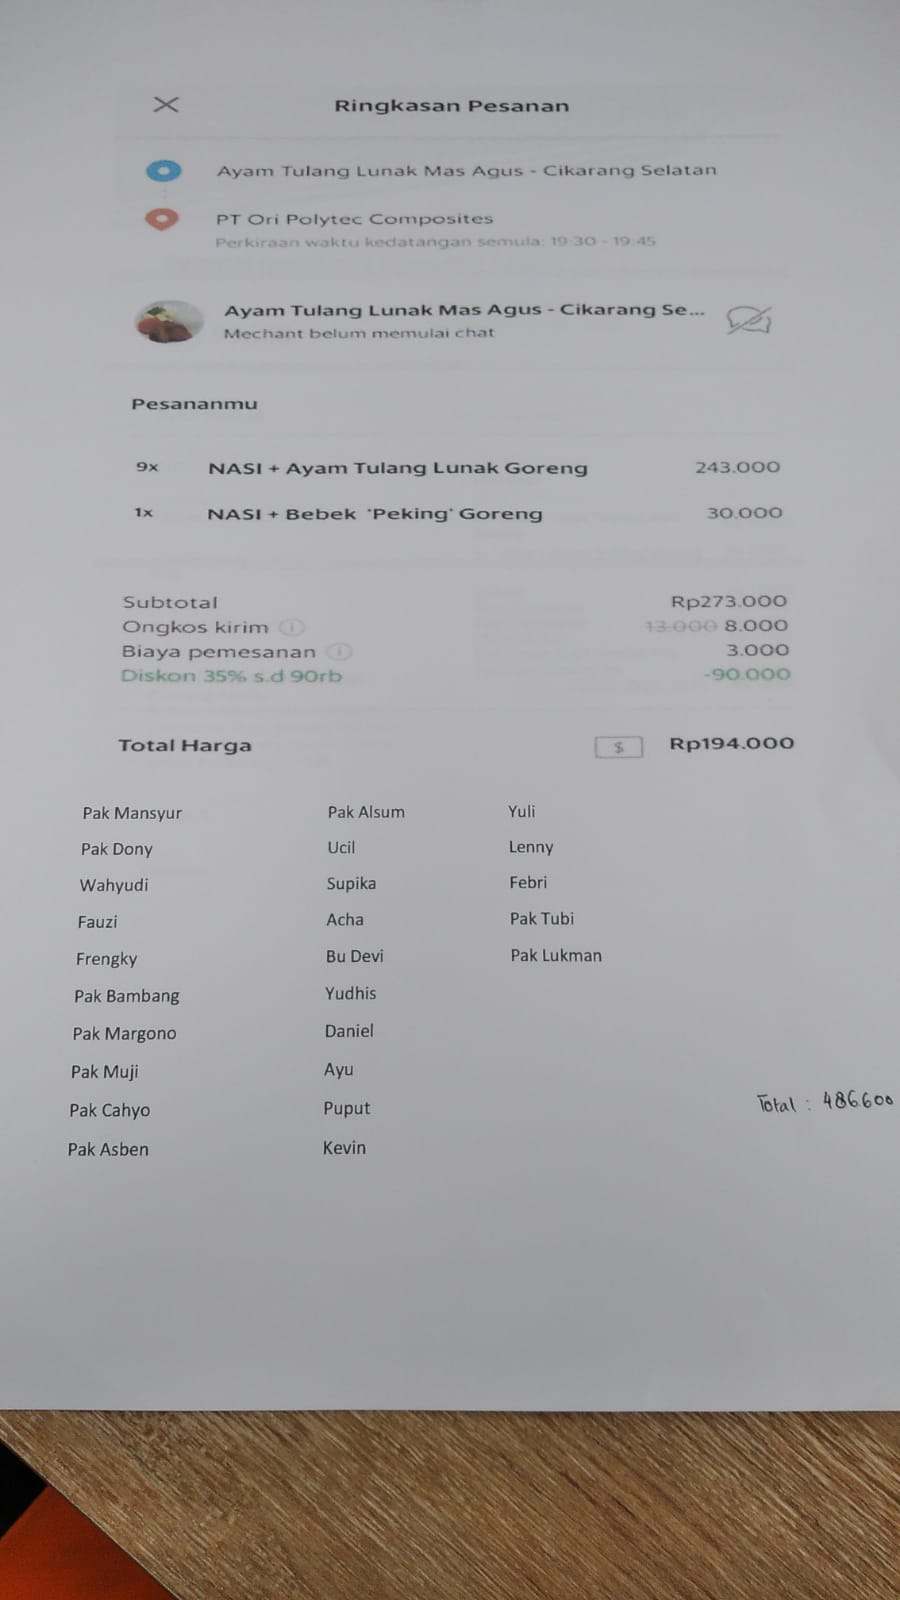 Ringkasan Pesanan
Ayam Tulang Lunak Mas Agus - Cikarang Selatan
PT Ori Polytec Composites
Perkiraan waktu kedatangan semula: 19:30 - 19:45
Ayam Tulang Lunak Mas Agus - Cikarang Se...
Mechant belum memulai chat
Pesananmu
9x NASI + Ayam Tulang Lunak Goreng 243.000
1x NASI + Bebek 'Peking' Goreng 30.000
Subtotal Rp273.000
Ongkos kirim 13.000 8.000
Biaya pemesanan 3.000
Diskon 35% s.d 90rb -90.000
Total Harga $ Rp194.000
Pak Mansyur Pak Alsum Yuli
Pak Dony Ucil Lenny
Wahyudi Supika Febri
Fauzi Acha Pak Tubi
Frengky Bu Devi Pak Lukman
Pak Bambang Yudhis
Pak Margono Daniel
Pak Muji Ayu
Pak Cahyo Puput
Total : 486600
Pak Asben Kevin